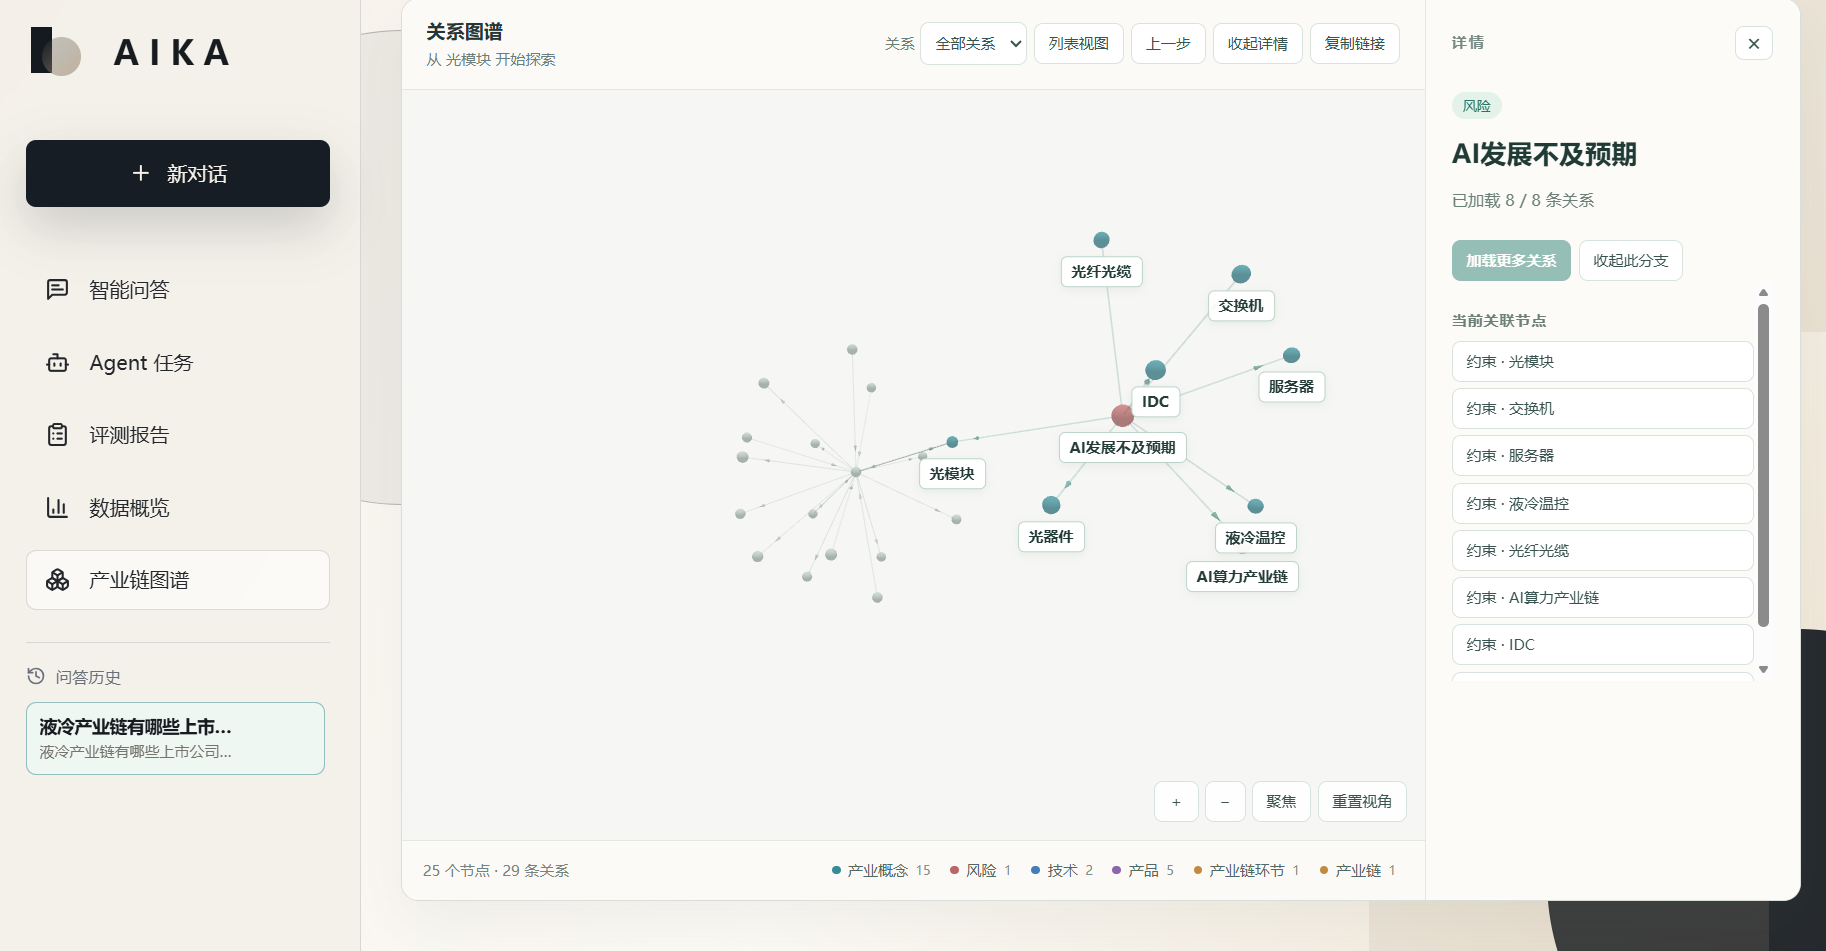 AIKA
新对话
智能问答
Agent 任务
评测报告
数据概览
产业链图谱
问答历史
液冷产业链有哪些上市...
液冷产业链有哪些上市公司...
关系图谱
从 光模块 开始探索
关系
全部关系
列表视图
上一步
收起详情
复制链接
光纤光缆
交换机
服务器
IDC
AI发展不及预期
光模块
光器件
液冷温控
AI算力产业链
+
−
聚焦
重置视角
25 个节点 · 29 条关系
产业概念 15
风险 1
技术 2
产品 5
产业链环节 1
产业链 1
详情
风险
AI发展不及预期
已加载 8 / 8 条关系
加载更多关系
收起此分支
当前关联节点
约束 · 光模块
约束 · 交换机
约束 · 服务器
约束 · 液冷温控
约束 · 光纤光缆
约束 · AI算力产业链
约束 · IDC